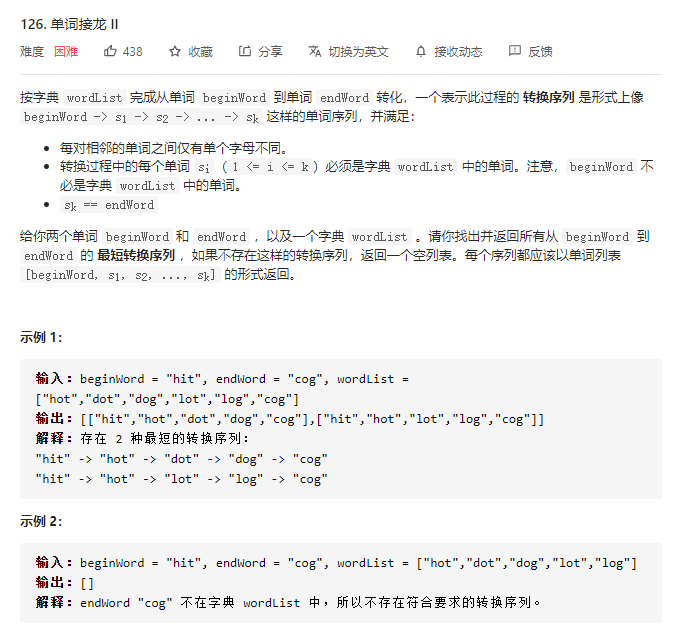 126. 单词接龙 II
难度 困难 438 收藏 分享 切换为英文 接收动态 反馈
按字典 wordList 完成从单词 beginWord 到单词 endWord 转化，一个表示此过程的 转换序列 是形式上像
beginWord -> s1 -> s2 -> ... -> sk 这样的单词序列，并满足：
• 每对相邻的单词之间仅有单个字母不同。
• 转换过程中的每个单词 si（ 1 <= i <= k ）必须是字典 wordList 中的单词。注意， beginWord 不
必是字典 wordList 中的单词。
• sk == endWord
给你两个单词 beginWord 和 endWord ，以及一个字典 wordList 。请你找出并返回所有从 beginWord 到
endWord 的 最短转换序列 ，如果不存在这样的转换序列，返回一个空列表。每个序列都应该以单词列表
[beginWord, s1, s2, ..., sk] 的形式返回。
示例 1：
输入：beginWord = "hit", endWord = "cog", wordList =
["hot","dot","dog","lot","log","cog"]
输出：[["hit","hot","dot","dog","cog"],["hit","hot","lot","log","cog"]]
解释：存在 2 种最短的转换序列：
"hit" -> "hot" -> "dot" -> "dog" -> "cog"
"hit" -> "hot" -> "lot" -> "log" -> "cog"
示例 2：
输入：beginWord = "hit", endWord = "cog", wordList = ["hot","dot","dog","lot","log"]
输出：[]
解释：endWord "cog" 不在字典 wordList 中，所以不存在符合要求的转换序列。